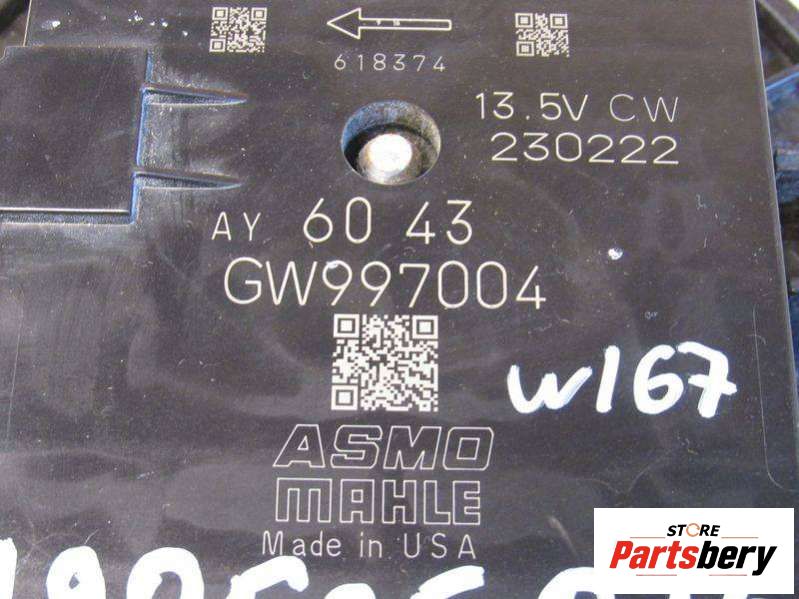 618374
13.5V CW
230222
AY 60 43
GW997004
W167
ASMO
MAHLE
Made in USA
STORE
Partsbery